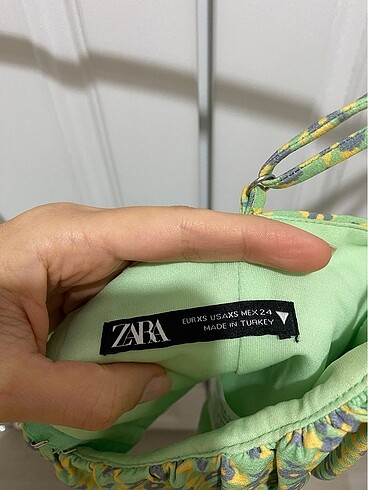 ZARA
EUR XS USA XS MEX 24
MADE IN TURKEY